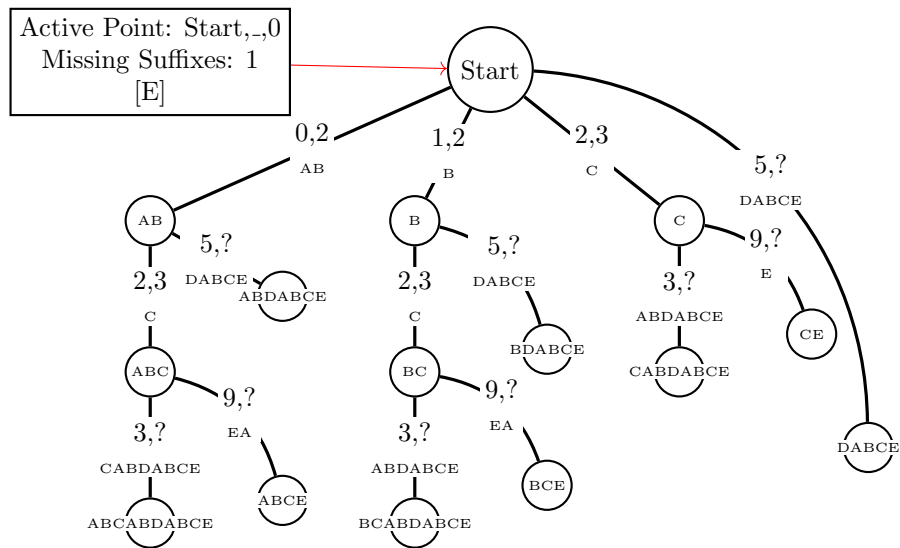 Active Point: Start,_,0
Missing Suffixes: 1
[E]
Start
0,2
AB
1,2
B
2,3
C
5,?
DABCE
AB
B
C
5,?
DABCE
5,?
DABCE
9,?
E
2,3
C
ABDABCE
2,3
C
BDABCE
3,?
ABDABCE
CE
ABC
BC
CABDABCE
9,?
EA
9,?
EA
3,?
CABDABCE
3,?
ABDABCE
DABCE
ABCE
BCE
ABCABDABCE
BCABDABCE